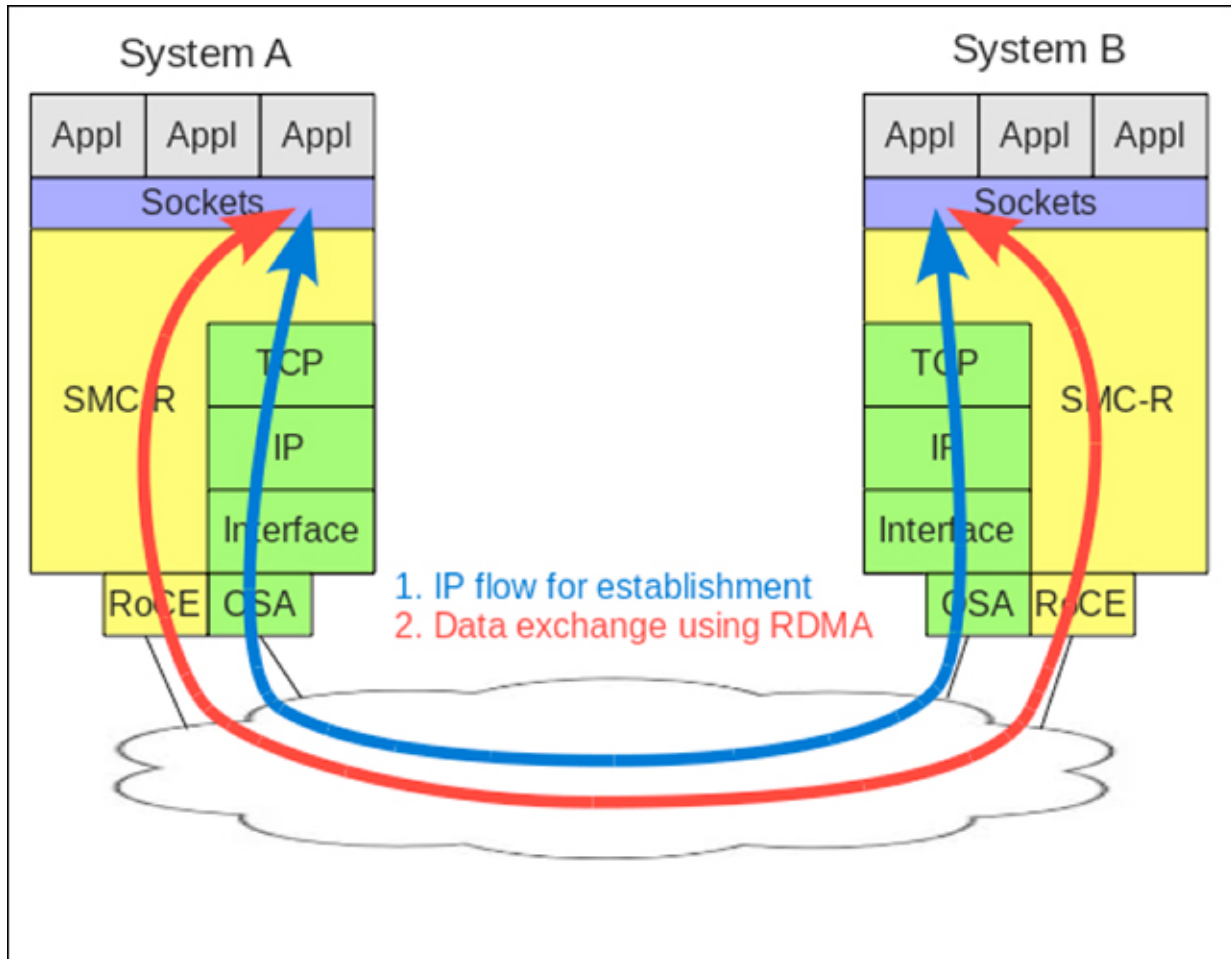 System A
System B
Appl Appl Appl
Appl Appl Appl
Sockets
Sockets
SMC-R
TCP
IP
Interface
TCP
IP
Interface
SMC-R
RoCE OSA
OSA RoCE
1. IP flow for establishment
2. Data exchange using RDMA